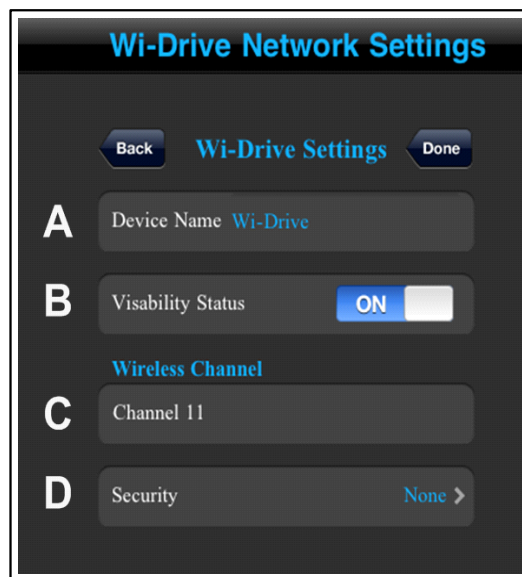 Wi-Drive Network Settings
Back Wi-Drive Settings Done
A Device Name Wi-Drive
B Visability Status ON
Wireless Channel
C Channel 11
D Security None